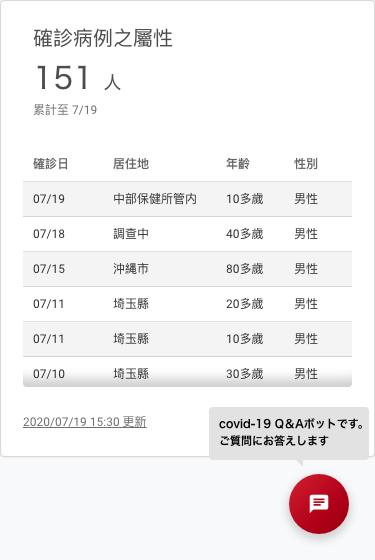 確診病例之屬性
151 人
累計至 7/19
確診日 居住地 年齡 性別
07/19 中部保健所管内 10多歲 男性
07/18 調查中 40多歲 男性
07/15 沖繩市 80多歲 男性
07/11 埼玉縣 20多歲 男性
07/11 埼玉縣 10多歲 男性
07/10 埼玉縣 30多歲 男性
2020/07/19 15:30 更新
covid-19 Q&Aボットです。
ご質問にお答えします